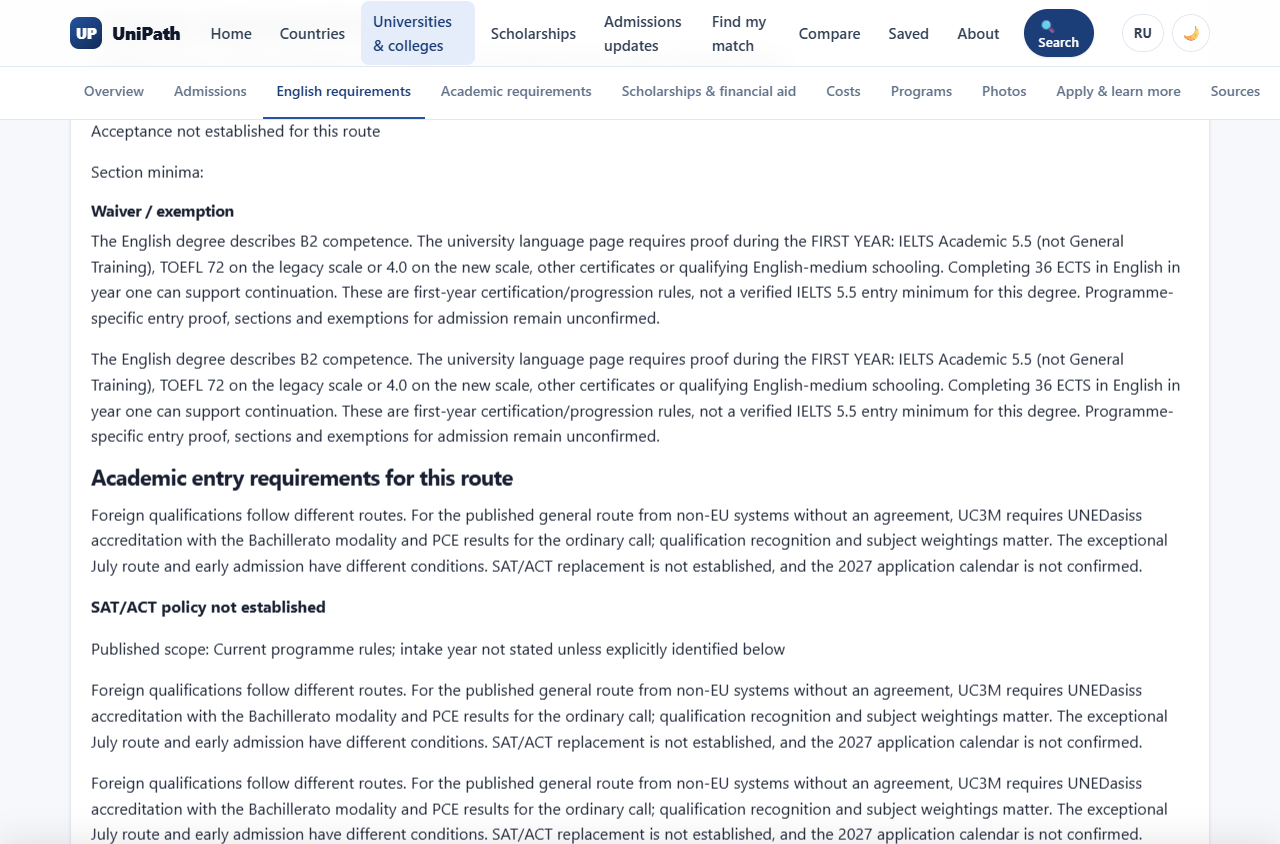 UP UniPath
Home
Countries
Universities
& colleges
Scholarships
Admissions
updates
Find my
match
Compare
Saved
About
Search
RU
Overview
Admissions
English requirements
Academic requirements
Scholarships & financial aid
Costs
Programs
Photos
Apply & learn more
Sources
Acceptance not established for this route
Section minima:
Waiver / exemption
The English degree describes B2 competence. The university language page requires proof during the FIRST YEAR: IELTS Academic 5.5 (not General
Training), TOEFL 72 on the legacy scale or 4.0 on the new scale, other certificates or qualifying English-medium schooling. Completing 36 ECTS in English in
year one can support continuation. These are first-year certification/progression rules, not a verified IELTS 5.5 entry minimum for this degree. Programme-
specific entry proof, sections and exemptions for admission remain unconfirmed.
The English degree describes B2 competence. The university language page requires proof during the FIRST YEAR: IELTS Academic 5.5 (not General
Training), TOEFL 72 on the legacy scale or 4.0 on the new scale, other certificates or qualifying English-medium schooling. Completing 36 ECTS in English in
year one can support continuation. These are first-year certification/progression rules, not a verified IELTS 5.5 entry minimum for this degree. Programme-
specific entry proof, sections and exemptions for admission remain unconfirmed.
Academic entry requirements for this route
Foreign qualifications follow different routes. For the published general route from non-EU systems without an agreement, UC3M requires UNEDasiss
accreditation with the Bachillerato modality and PCE results for the ordinary call; qualification recognition and subject weightings matter. The exceptional
July route and early admission have different conditions. SAT/ACT replacement is not established, and the 2027 application calendar is not confirmed.
SAT/ACT policy not established
Published scope: Current programme rules; intake year not stated unless explicitly identified below
Foreign qualifications follow different routes. For the published general route from non-EU systems without an agreement, UC3M requires UNEDasiss
accreditation with the Bachillerato modality and PCE results for the ordinary call; qualification recognition and subject weightings matter. The exceptional
July route and early admission have different conditions. SAT/ACT replacement is not established, and the 2027 application calendar is not confirmed.
Foreign qualifications follow different routes. For the published general route from non-EU systems without an agreement, UC3M requires UNEDasiss
accreditation with the Bachillerato modality and PCE results for the ordinary call; qualification recognition and subject weightings matter. The exceptional
July route and early admission have different conditions. SAT/ACT replacement is not established, and the 2027 application calendar is not confirmed.